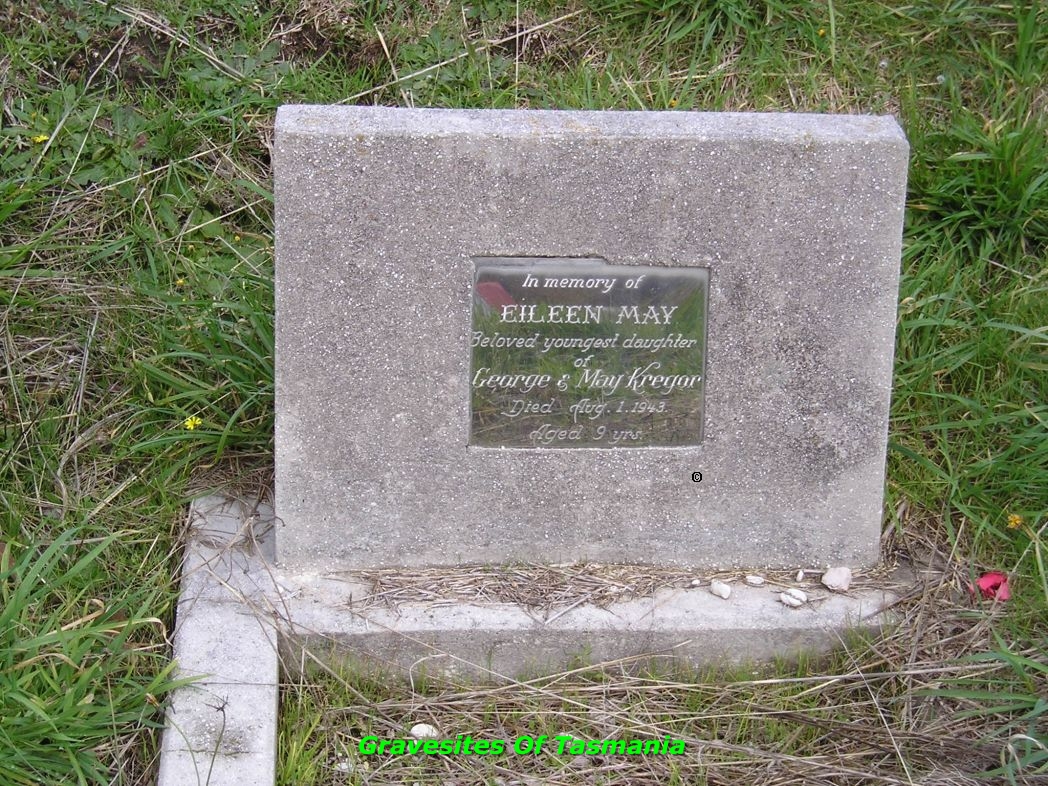 In memory of
EILEEN MAY
Beloved youngest daughter
of
George & May Kregor
Died Aug. 1. 1943.
Aged 9 yrs.
©
Gravesites Of Tasmania